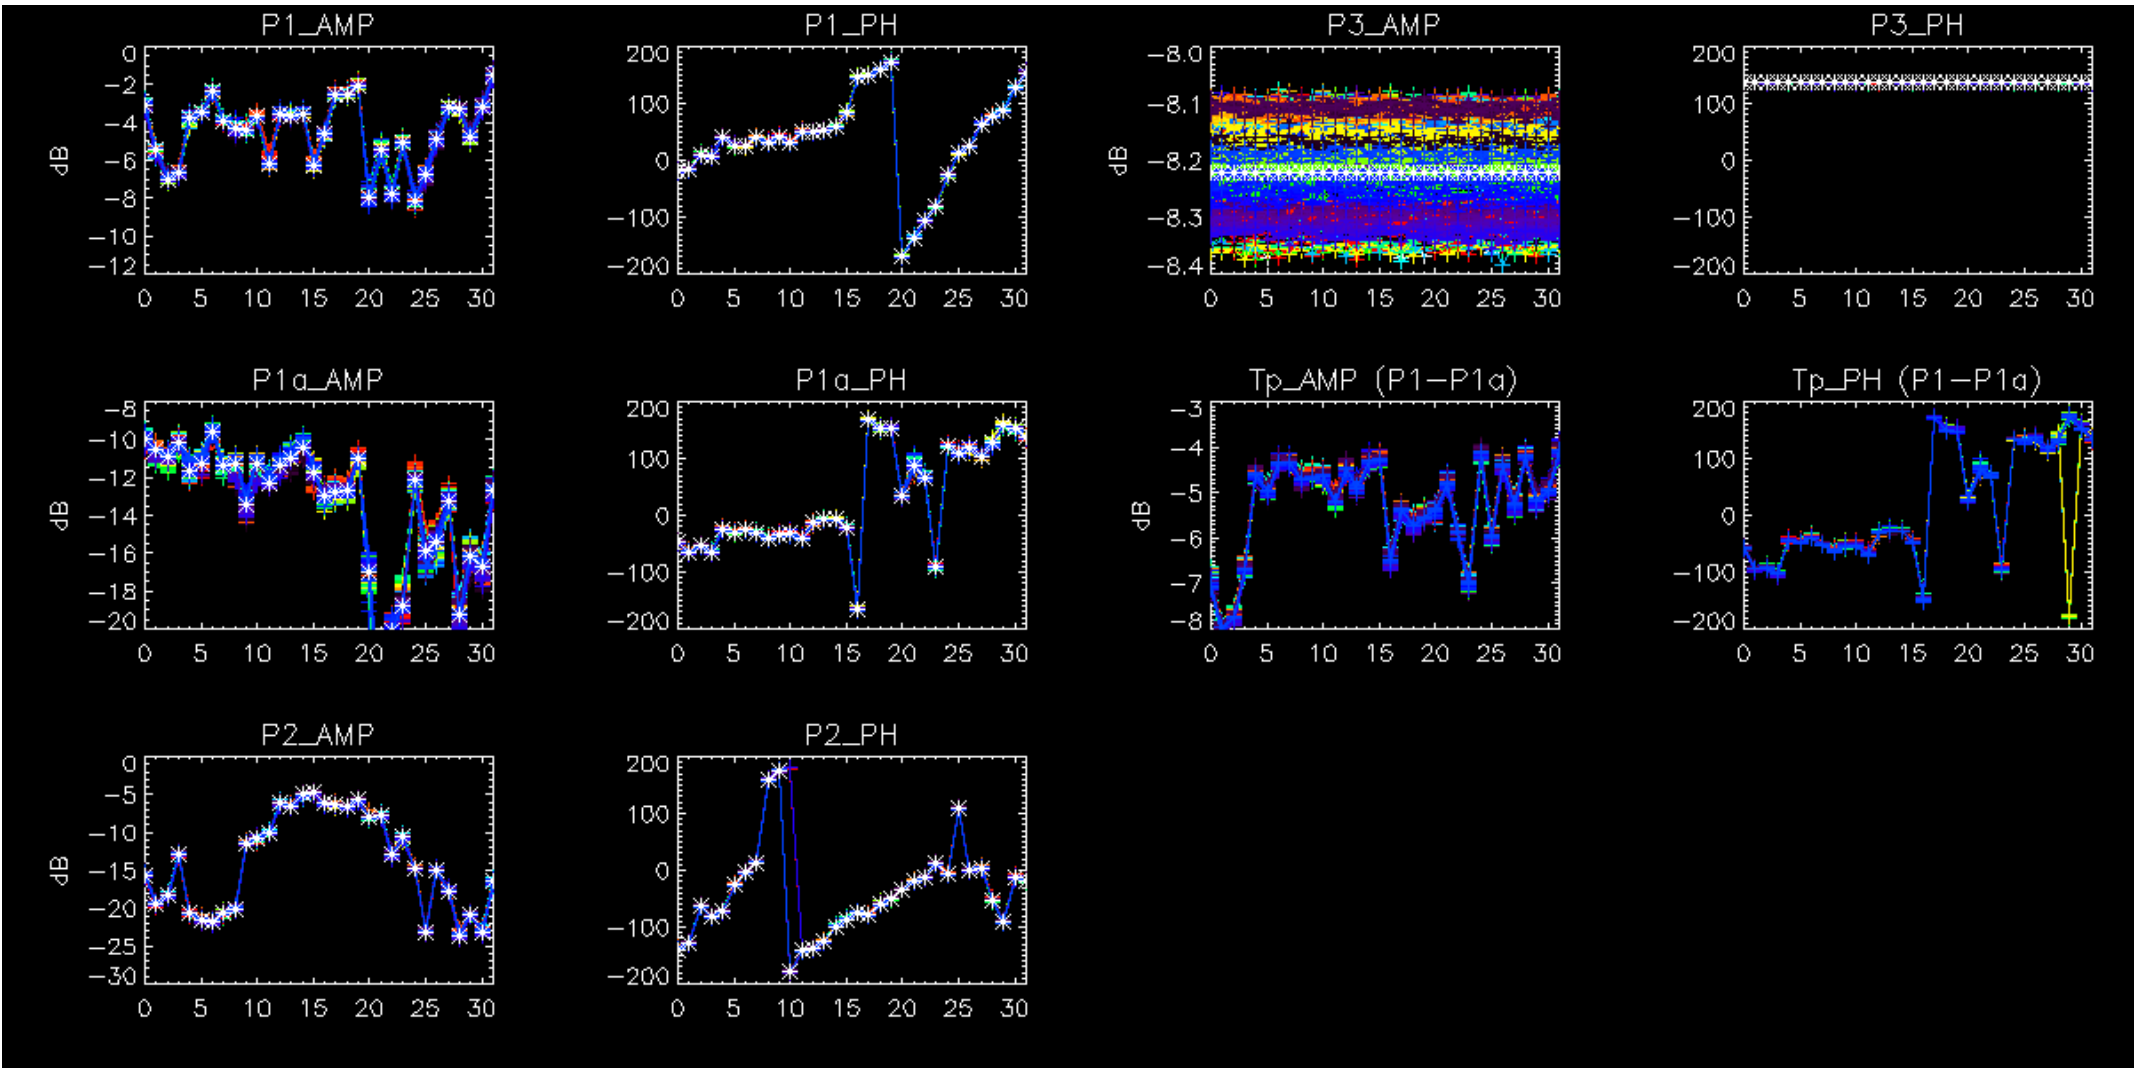 P1_AMP
P1_PH
P3_AMP
P3_PH
0
-2
-4
-6
-8
-10
-12
dB
0 5 10 15 20 25 30
200
100
0
-100
-200
0 5 10 15 20 25 30
-8.0
-8.1
-8.2
-8.3
-8.4
dB
0 5 10 15 20 25 30
200
100
0
-100
-200
0 5 10 15 20 25 30
P1a_AMP
P1a_PH
Tp_AMP (P1-P1a)
Tp_PH (P1-P1a)
-8
-10
-12
-14
-16
-18
-20
dB
0 5 10 15 20 25 30
200
100
0
-100
-200
0 5 10 15 20 25 30
-3
-4
-5
-6
-7
-8
dB
0 5 10 15 20 25 30
200
100
0
-100
-200
0 5 10 15 20 25 30
P2_AMP
P2_PH
0
-5
-10
-15
-20
-25
-30
dB
0 5 10 15 20 25 30
200
100
0
-100
-200
0 5 10 15 20 25 30